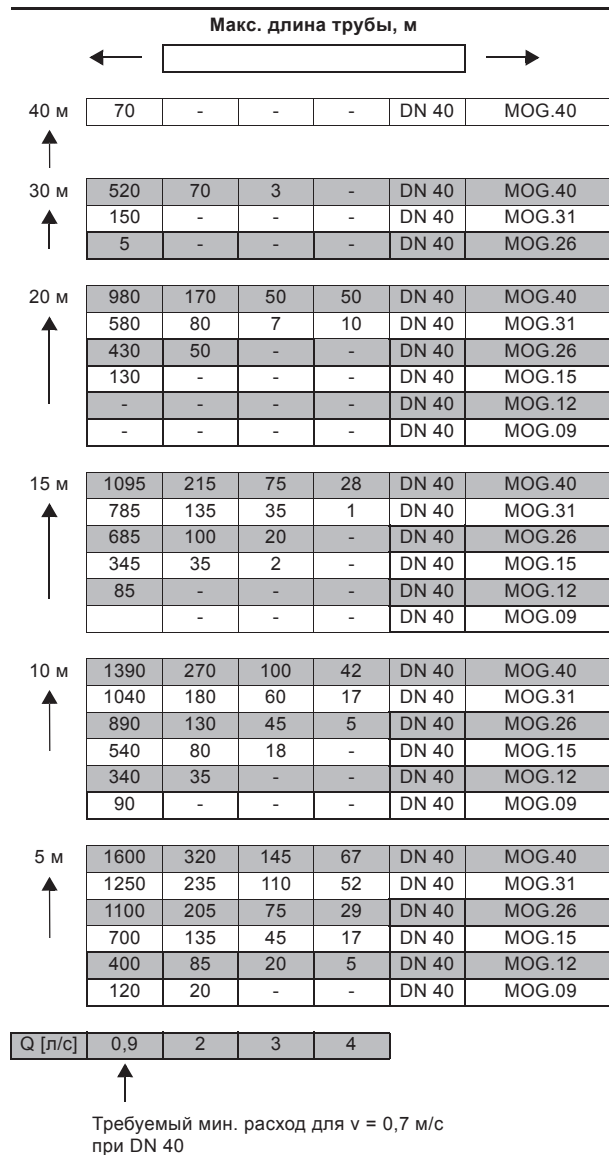 Макс. длина трубы, м
40 м 70 - - - DN 40 MOG.40
30 м 520 70 3 - DN 40 MOG.40
150 - - - DN 40 MOG.31
5 - - - DN 40 MOG.26
20 м 980 170 50 50 DN 40 MOG.40
580 80 7 10 DN 40 MOG.31
430 50 - - DN 40 MOG.26
130 - - - DN 40 MOG.15
- - - - DN 40 MOG.12
- - - - DN 40 MOG.09
15 м 1095 215 75 28 DN 40 MOG.40
785 135 35 1 DN 40 MOG.31
685 100 20 - DN 40 MOG.26
345 35 2 - DN 40 MOG.15
85 - - - DN 40 MOG.12
- - - DN 40 MOG.09
10 м 1390 270 100 42 DN 40 MOG.40
1040 180 60 17 DN 40 MOG.31
890 130 45 5 DN 40 MOG.26
540 80 18 - DN 40 MOG.15
340 35 - - DN 40 MOG.12
90 - - - DN 40 MOG.09
5 м 1600 320 145 67 DN 40 MOG.40
1250 235 110 52 DN 40 MOG.31
1100 205 75 29 DN 40 MOG.26
700 135 45 17 DN 40 MOG.15
400 85 20 5 DN 40 MOG.12
120 20 - - DN 40 MOG.09
Q [л/с] 0,9 2 3 4
Требуемый мин. расход для v = 0,7 м/с
при DN 40